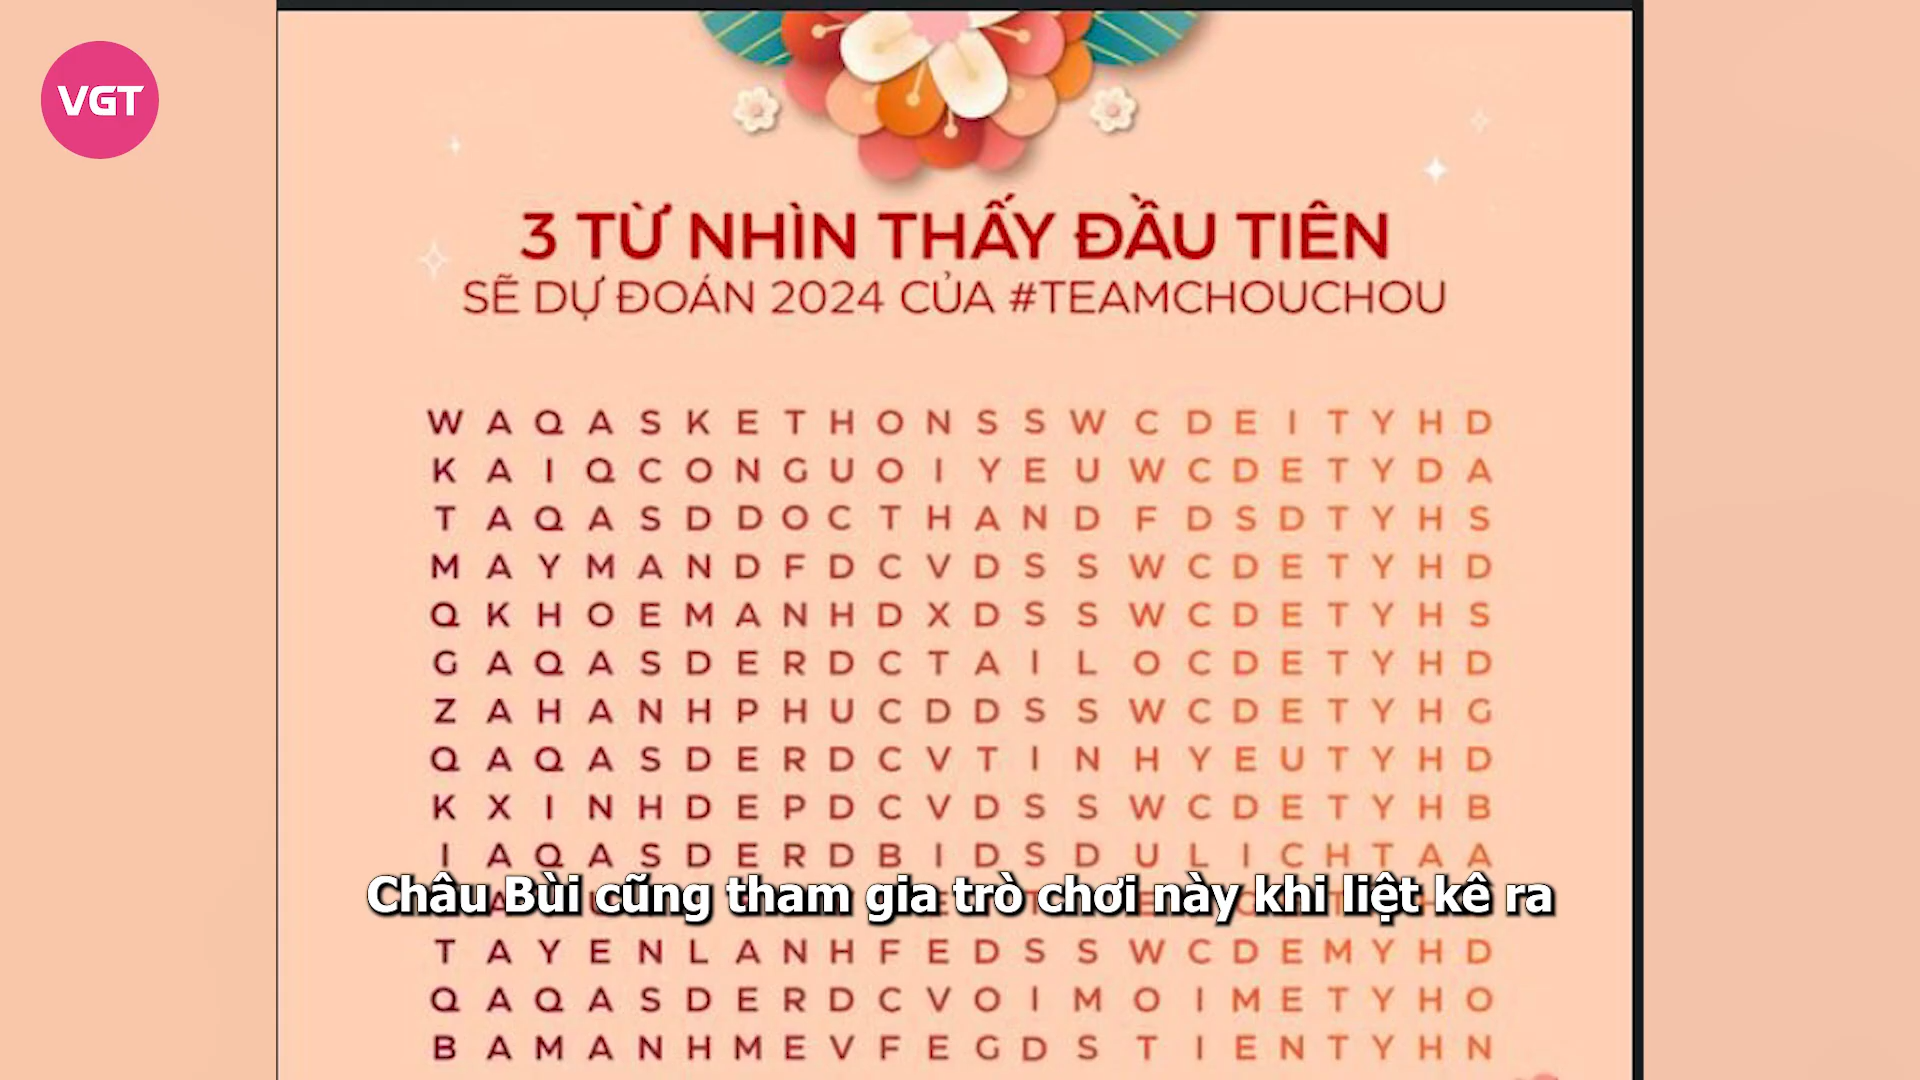 VGT
3 TỪ NHÌN THẤY ĐẦU TIÊN
SẼ DỰ ĐOÁN 2024 CỦA #TEAMCHOUCHOU
W A Q A S K E T H O N S S W C D E I T Y H D
K A I Q C O N G U O I Y E U W C D E T Y D A
T A Q A S D D O C T H A N D F D S D T Y H S
M A Y M A N D F D C V D S S W C D E T Y H D
Q K H O E M A N H D X D S S W C D E T Y H S
G A Q A S D E R D C T A I L O C D E T Y H D
Z A H A N H P H U C D D S S W C D E T Y H G
Q A Q A S D E R D C V T I N H Y E U T Y H D
K X I N H D E P D C V D S S W C D E T Y H B
I A Q A S D E R D B I D S D U L I C H T A A
Châu Bùi cũng tham gia trò chơi này khi liệt kê ra
T A Y E N L A N H F E D S S W C D E M Y H D
Q A Q A S D E R D C V O I M O I M E T Y H O
B A M A N H M E V F E G D S T I E N T Y H N